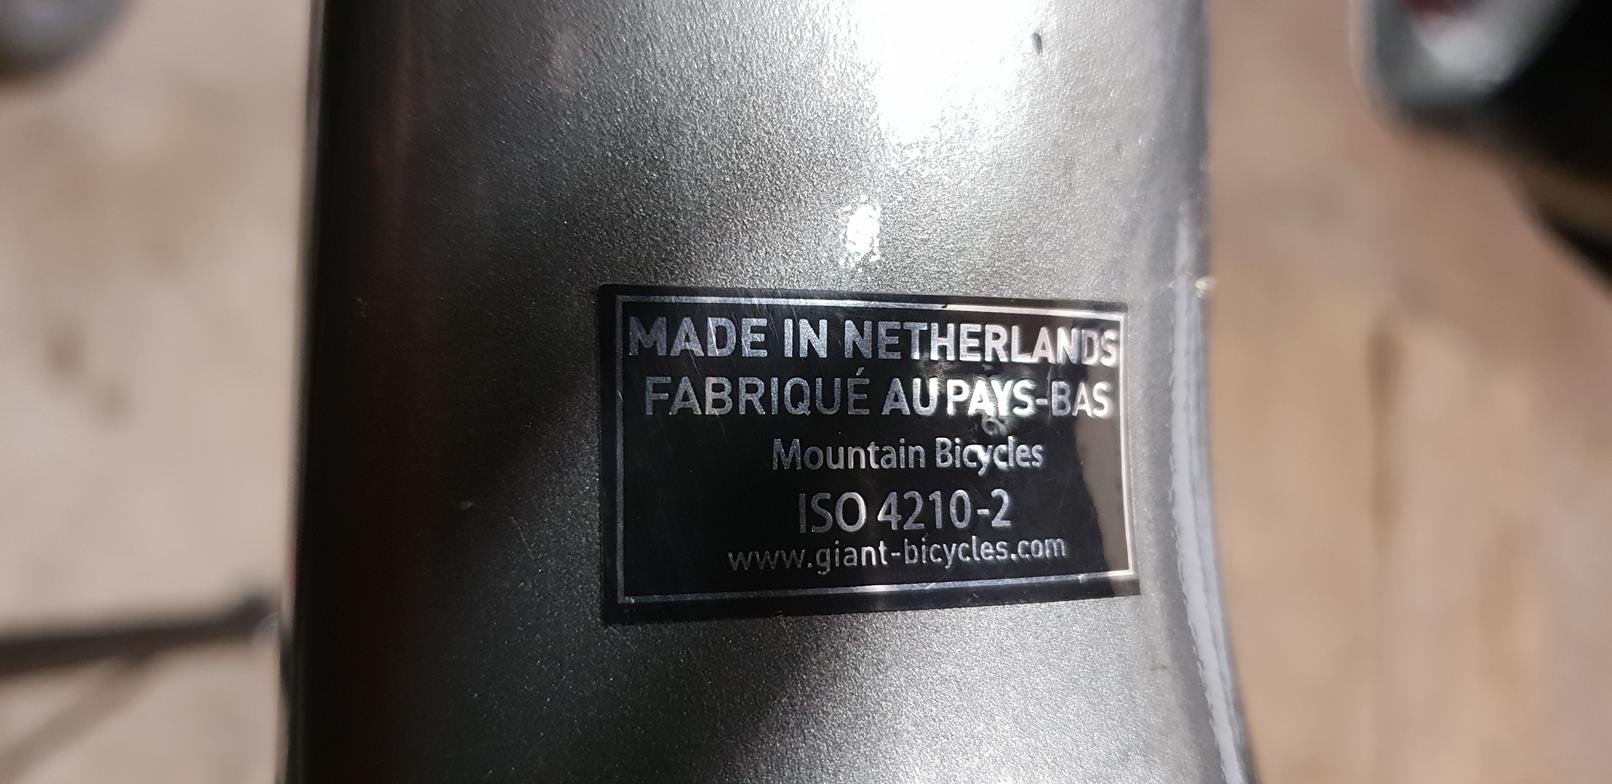 MADE IN NETHERLANDS
FABRIQUÉ AU PAYS-BAS
Mountain Bicycles
ISO 4210-2
www.giant-bicycles.com